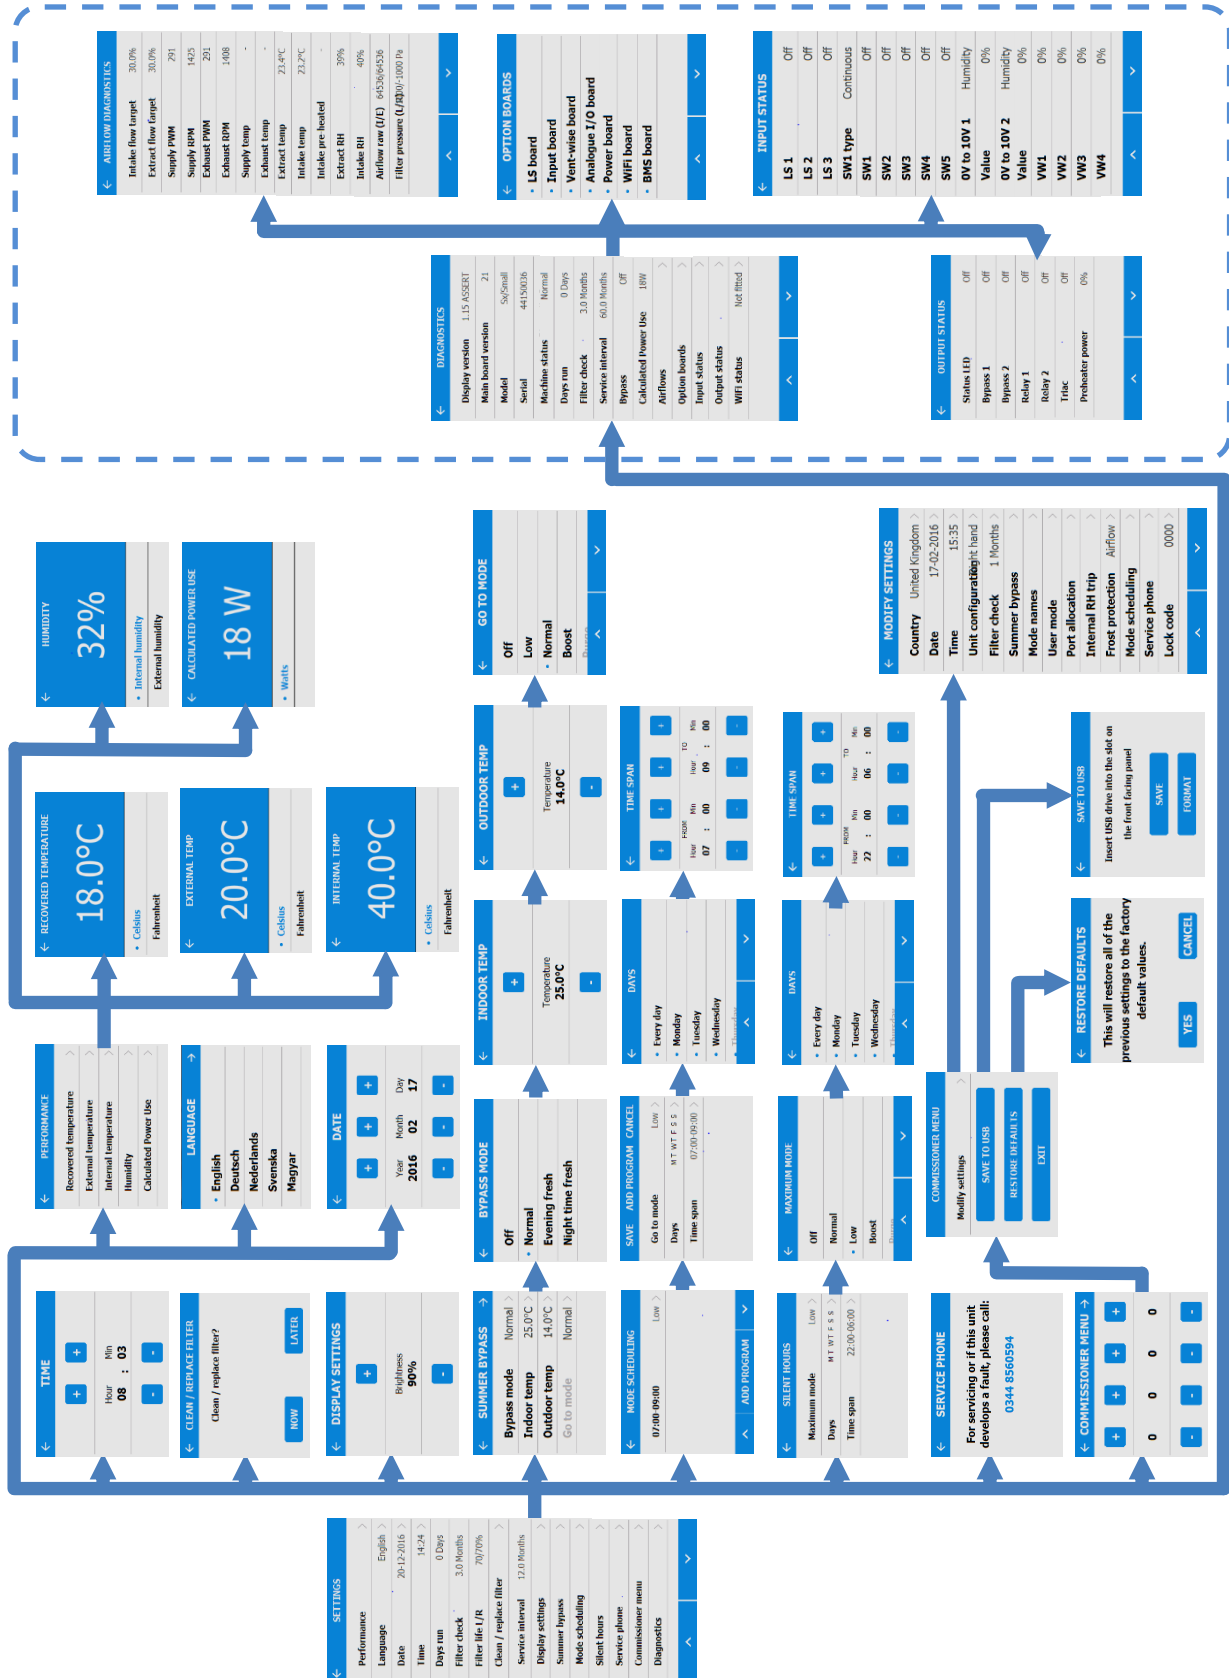 SETTINGS
Performance
Language English
Date 20-12-2016
Time 14:24
Days run 0 Days
Filter check 3.0 Months
Filter life L/R 70/70%
Clean / replace filter
Service interval 12.0 Months
Display settings
Summer bypass
Mode scheduling
Silent hours
Service phone
Commissioner menu
Diagnostics
TIME
Hour Min
08 : 03
CLEAN / REPLACE FILTER
Clean / replace filter?
NOW LATER
DISPLAY SETTINGS
Brightness
90%
SUMMER BYPASS
Bypass mode Normal
Indoor temp 25.0°C
Outdoor temp 14.0°C
Go to mode Normal
MODE SCHEDULING
07:00-09:00 Low
ADD PROGRAM
SILENT HOURS
Maximum mode Low
Days M T W T F S S
Time span 22:00-06:00
SERVICE PHONE
For servicing or if this unit
develops a fault, please call:
0344 8560594
COMMISSIONER MENU
+ + + +
0 0 0 0
- - - -
PERFORMANCE
Recovered temperature
External temperature
Internal temperature
Humidity
Calculated Power Use
LANGUAGE
• English
Deutsch
Nederlands
Svenska
Magyar
DATE
Year Month Day
2016 02 17
BYPASS MODE
Off
• Normal
Evening fresh
Night time fresh
SAVE ADD PROGRAM CANCEL
Go to mode Low
Days M T W T F S S
Time span 07:00-09:00
MAXIMUM MODE
Off
Normal
• Low
Boost
Purge
COMMISSIONER MENU
Modify settings
SAVE TO USB
RESTORE DEFAULTS
EXIT
RECOVERED TEMPERATURE
18.0°C
• Celsius
Fahrenheit
EXTERNAL TEMP
20.0°C
• Celsius
Fahrenheit
INTERNAL TEMP
40.0°C
• Celsius
Fahrenheit
INDOOR TEMP
Temperature
25.0°C
DAYS
• Every day
• Monday
• Tuesday
• Wednesday
• Thursday
DAYS
• Every day
• Monday
• Tuesday
• Wednesday
• Thursday
RESTORE DEFAULTS
This will restore all of the
previous settings to the factory
default values.
YES CANCEL
HUMIDITY
32%
• Internal humidity
External humidity
CALCULATED POWER USE
18 W
• Watts
OUTDOOR TEMP
Temperature
14.0°C
GO TO MODE
Off
Low
• Normal
Boost
Purge
TIME SPAN
FROM TO
Hour Min Hour Min
07 : 00 09 : 00
TIME SPAN
FROM TO
Hour Min Hour Min
22 : 00 06 : 00
SAVE TO USB
Insert USB drive into the slot on
the front facing panel
SAVE
FORMAT
MODIFY SETTINGS
Country United Kingdom
Date 17-02-2016
Time 15:35
Unit configuration Right hand
Filter check 1 Months
Summer bypass
Mode names
User mode
Port allocation
Internal RH trip
Frost protection Airflow
Mode scheduling
Service phone
Lock code 0000
DIAGNOSTICS
Display version 1.15 ASSERT
Main board version 21
Model Sx/Small
Serial 44150036
Machine status Normal
Days run 0 Days
Filter check 3.0 Months
Service interval 60.0 Months
Bypass Off
Calculated Power Use 18W
Airflows
Option boards
Input status
Output status
WiFi status Not fitted
AIRFLOW DIAGNOSTICS
Intake flow target 30.0%
Extract flow target 30.0%
Supply PWM 291
Supply RPM 1425
Exhaust PWM 291
Exhaust RPM 1408
Supply temp -
Exhaust temp -
Extract temp 23.4°C
Intake temp 23.2°C
Intake pre-heated -
Extract RH 39%
Intake RH 40%
Airflow raw (I/E) 64536/64536
Filter pressure (L/R) /-1000 Pa
OPTION BOARDS
• LS board
• Input board
• Vent-wise board
• Analogue I/O board
• Power board
• WiFi board
• BMS board
INPUT STATUS
LS 1 Off
LS 2 Off
LS 3 Off
SW1 type Continuous
SW1 Off
SW2 Off
SW3 Off
SW4 Off
SW5 Off
0V to 10V 1 Humidity
Value 0%
0V to 10V 2 Humidity
Value 0%
VW1 0%
VW2 0%
VW3 0%
VW4 0%
OUTPUT STATUS
Status LED Off
Bypass 1 Off
Bypass 2 Off
Relay 1 Off
Relay 2 Off
Triac Off
Preheater power 0%